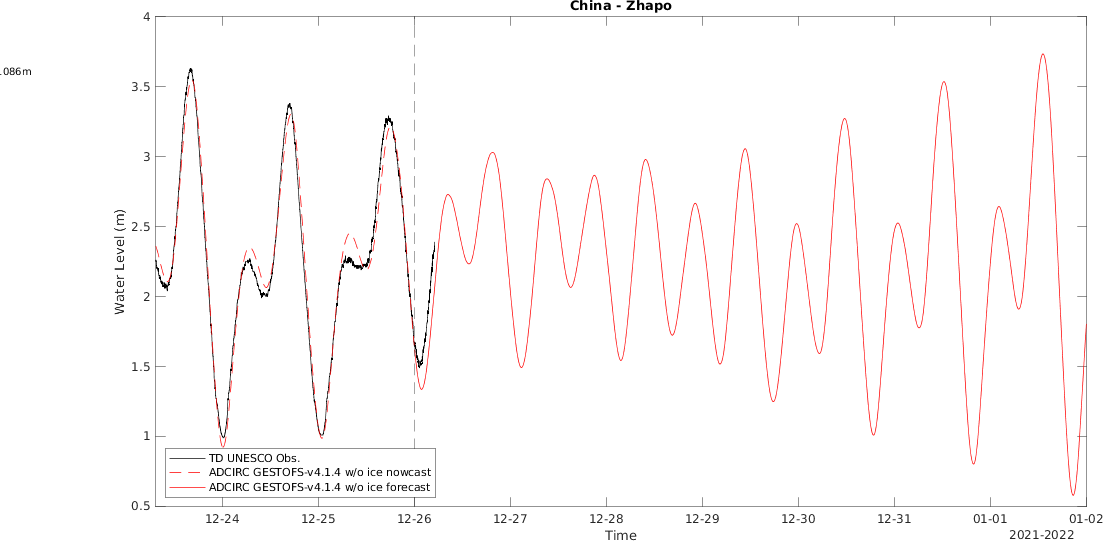 China - Zhapo
.086m
4
3.5
3
2.5
2
1.5
1
0.5
Water Level (m)
TD UNESCO Obs.
ADCIRC GESTOFS-v4.1.4 w/o ice nowcast
ADCIRC GESTOFS-v4.1.4 w/o ice forecast
12-24 12-25 12-26 12-27 12-28 12-29 12-30 12-31 01-01 01-02
Time
2021-2022